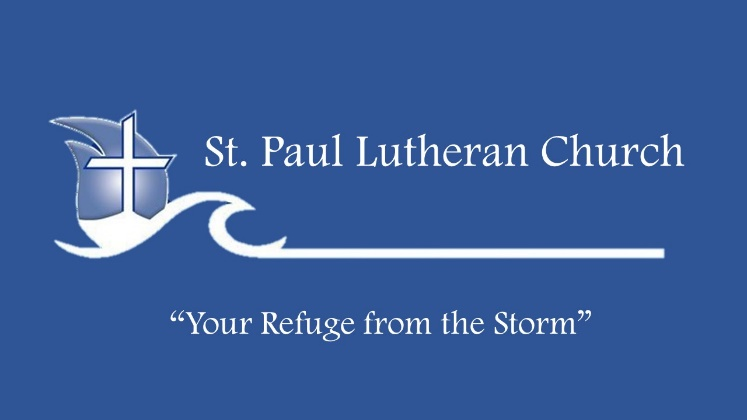 St. Paul Lutheran Church
“Your Refuge from the Storm”